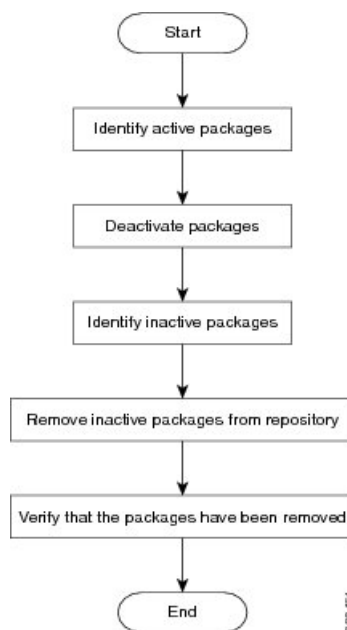 Start
Identify active packages
Deactivate packages
Identify inactive packages
Remove inactive packages from repository
Verify that the packages have been removed
End